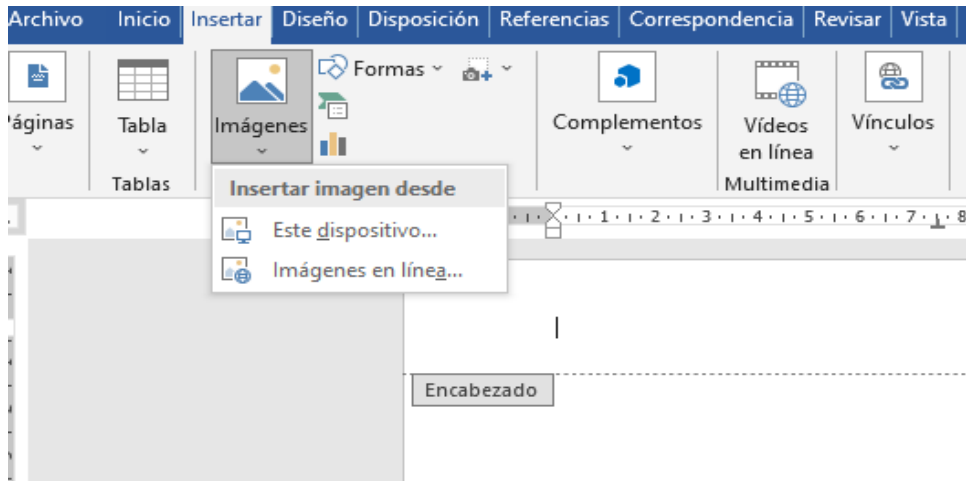 Archivo Inicio Insertar Diseño Disposición Referencias Correspondencia Revisar Vista
Páginas Tabla Imágenes Formas Complementos Vídeos en línea Vínculos
Tablas Multimedia
Insertar imagen desde
Este dispositivo...
Imágenes en línea...
1 2 3 4 5 6 7 8
Encabezado